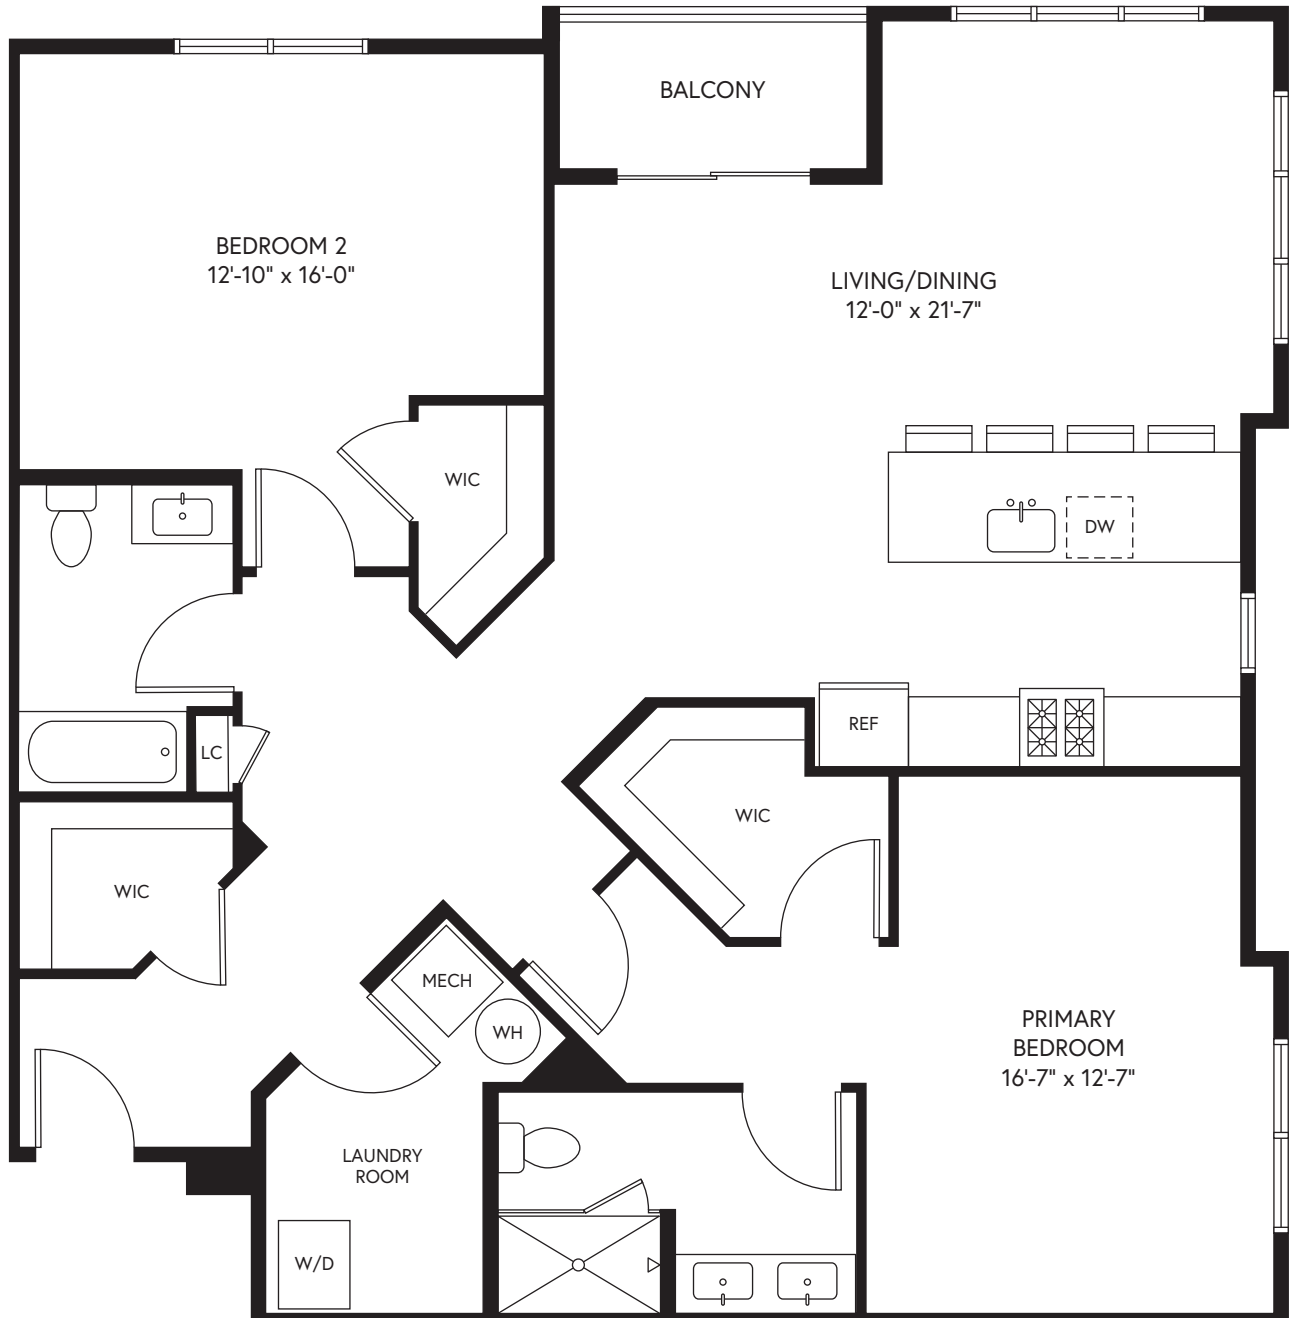 BALCONY
BEDROOM 2
12'-10" x 16'-0"
LIVING/DINING
12'-0" x 21'-7"
WIC
DW
REF
LC
WIC
WIC
MECH
WH
PRIMARY
BEDROOM
16'-7" x 12'-7"
LAUNDRY
ROOM
W/D